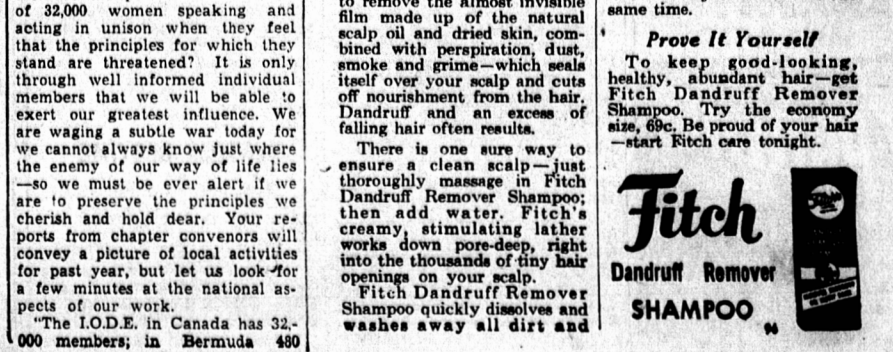 of 32,000 women speaking and
acting in unison when they feel
that the principles for which they
stand are threatened? It is only
through well informed individual
members that we will be able to
exert our greatest influence. We
are waging a subtle war today for
we cannot always know just where
the enemy of our way of life lies
—so we must be ever alert if we
are to preserve the principles we
cherish and hold dear. Your re-
ports from chapter convenors will
convey a picture of local activities
for past year, but let us look for
a few minutes at the national as-
pects of our work.
"The I.O.D.E. in Canada has 32,-
000 members; in Bermuda 480
to remove the almost invisible
film made up of the natural
scalp oil and dried skin, com-
bined with perspiration, dust,
smoke and grime—which seals
itself over your scalp and cuts
off nourishment from the hair.
Dandruff and an excess of
falling hair often results.
There is one sure way to
ensure a clean scalp—just
thoroughly massage in Fitch
Dandruff Remover Shampoo;
then add water. Fitch's
creamy, stimulating lather
works down pore-deep, right
into the thousands of tiny hair
openings on your scalp.
Fitch Dandruff Remover
Shampoo quickly dissolves and
washes away all dirt and
same time.
Prove It Yourself
To keep good-looking,
healthy, abundant hair—get
Fitch Dandruff Remover
Shampoo. Try the economy
size, 69c. Be proud of your hair
—start Fitch care tonight.
Fitch
Dandruff Remover
SHAMPOO